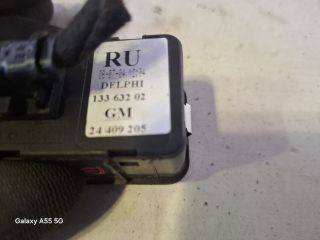 RU
DELPHI
133 632 02
GM
24 409 205
Galaxy A55 5G